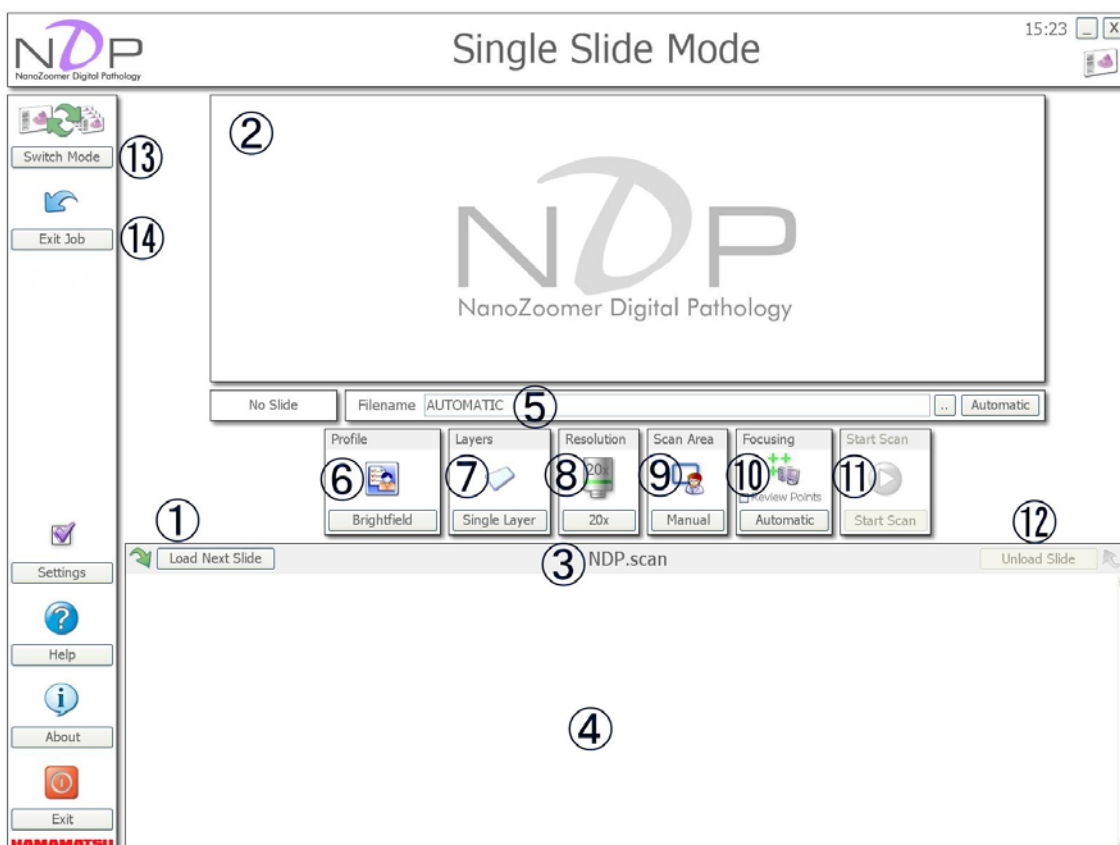 NDP
NanoZoomer Digital Pathology
Single Slide Mode
15:23
_
X
Switch Mode
⑬
Exit Job
⑭
②
NDP
NanoZoomer Digital Pathology
No Slide
Filename
AUTOMATIC
⑤
..
Automatic
Profile
⑥
Brightfield
Layers
⑦
Single Layer
Resolution
⑧
20x
20x
Scan Area
⑨
Manual
Focusing
⑩
Review Points
Automatic
Start Scan
⑪
Start Scan
①
Load Next Slide
③
NDP.scan
⑫
Unload Slide
④
Settings
Help
About
Exit
HAMAMATSU